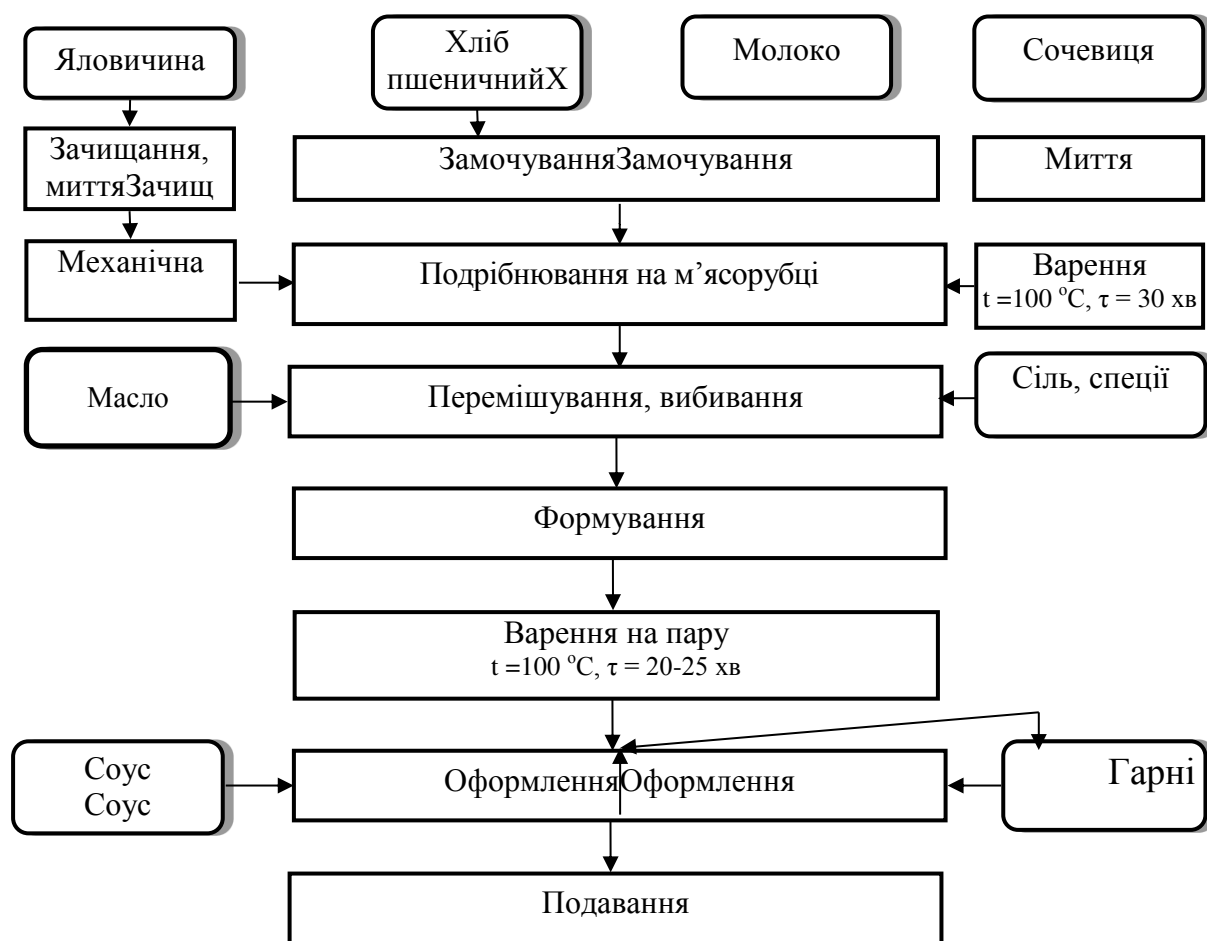 Яловичина
Хліб
пшеничнийХ
Молоко
Сочевиця
Зачищання,
миттяЗачищ
ЗамочуванняЗамочування
Миття
Механічна
Подрібнювання на м’ясорубці
Варення
t =100 °C, τ = 30 хв
Масло
Перемішування, вибивання
Сіль, спеції
Формування
Варення на пару
t =100 °C, τ = 20-25 хв
Соус
Соус
ОформленняОформлення
Гарні
Подавання